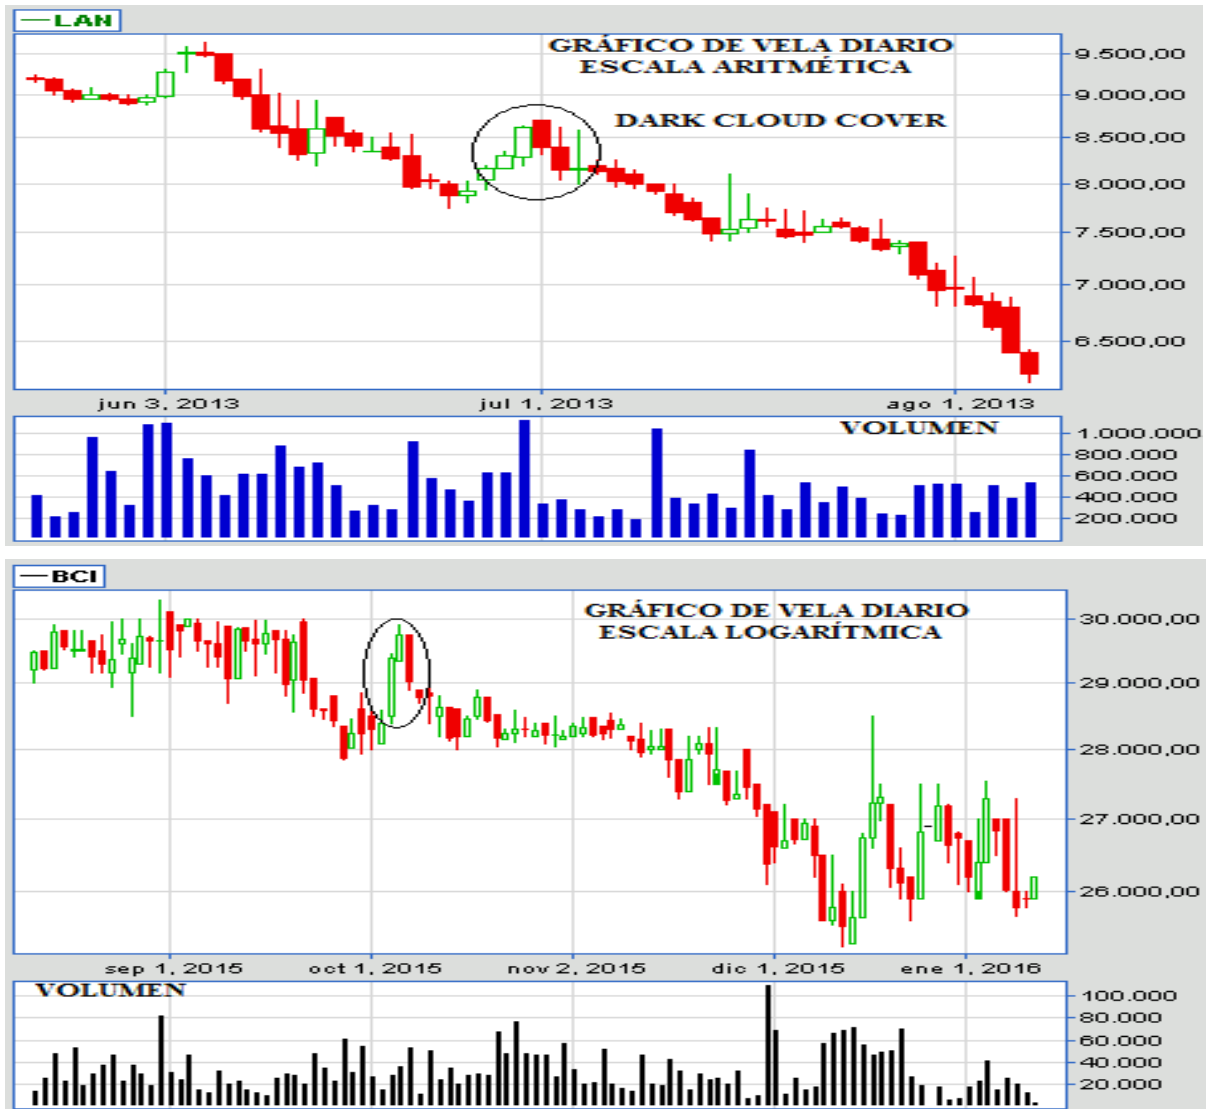 LAN
GRÁFICO DE VELA DIARIO
ESCALA ARITMÉTICA
DARK CLOUD COVER
9.500,00
9.000,00
8.500,00
8.000,00
7.500,00
7.000,00
6.500,00
jun 3, 2013
jul 1, 2013
ago 1, 2013
VOLUMEN
1.000.000
800.000
600.000
400.000
200.000
BCI
GRÁFICO DE VELA DIARIO
ESCALA LOGARÍTMICA
30.000,00
29.000,00
28.000,00
27.000,00
26.000,00
sep 1, 2015
oct 1, 2015
nov 2, 2015
dic 1, 2015
ene 1, 2016
VOLUMEN
100.000
80.000
60.000
40.000
20.000